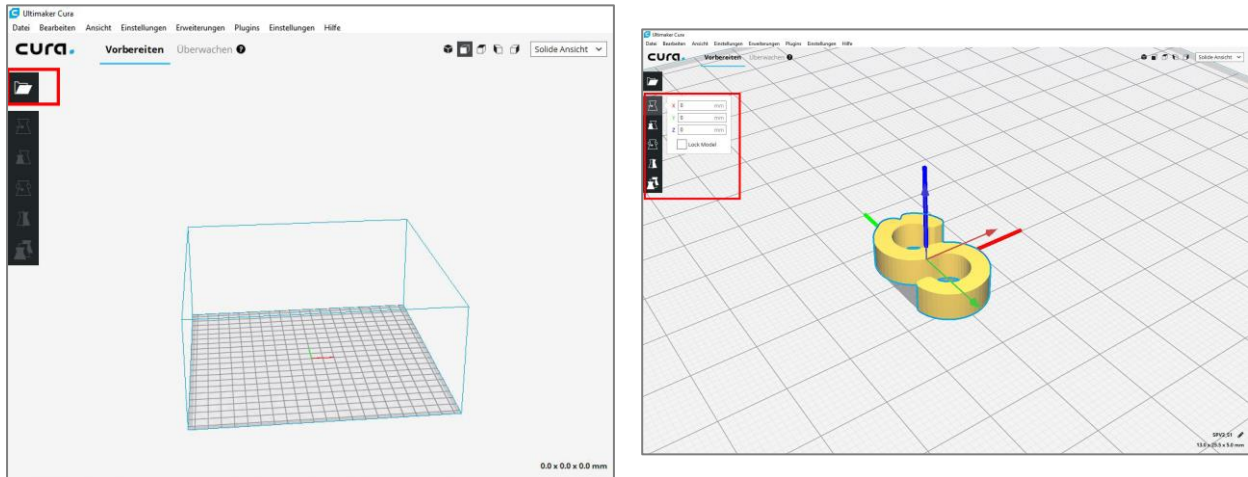 Ultimaker Cura
Datei Bearbeiten Ansicht Einstellungen Erweiterungen Plugins Einstellungen Hilfe
cura. Vorbereiten Überwachen ? Solide Ansicht
0.0 x 0.0 x 0.0 mm
Ultimaker Cura
Datei Bearbeiten Ansicht Einstellungen Erweiterungen Plugins Einstellungen Hilfe
cura. Vorbereiten Überwachen ? Solide Ansicht
X 0 mm
Y 0 mm
Z 0 mm
Lock Model